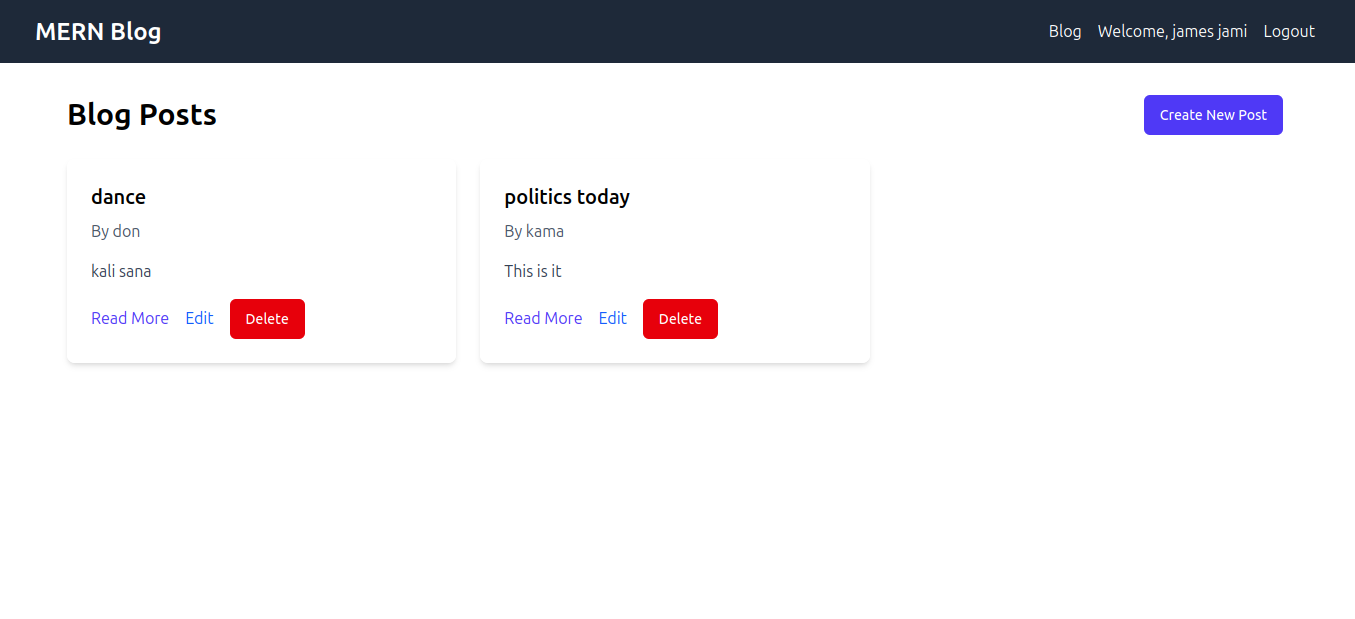 MERN Blog
Blog Welcome, james jami Logout
Blog Posts
Create New Post
dance
By don
kali sana
Read More Edit Delete
politics today
By kama
This is it
Read More Edit Delete